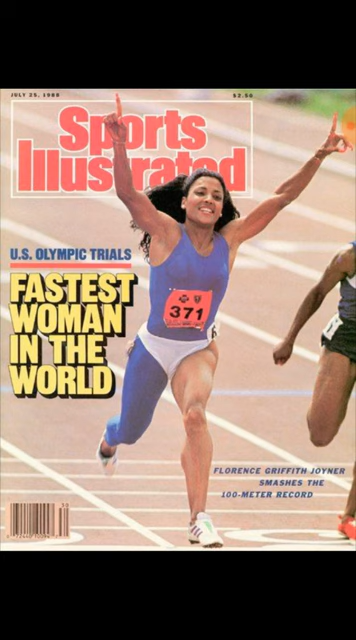 JULY 25, 1988
$2.50
Sports
Illustrated
U.S. OLYMPIC TRIALS
FASTEST
WOMAN
IN THE
WORLD
371
FLORENCE GRIFFITH JOYNER
SMASHES THE
100-METER RECORD
30